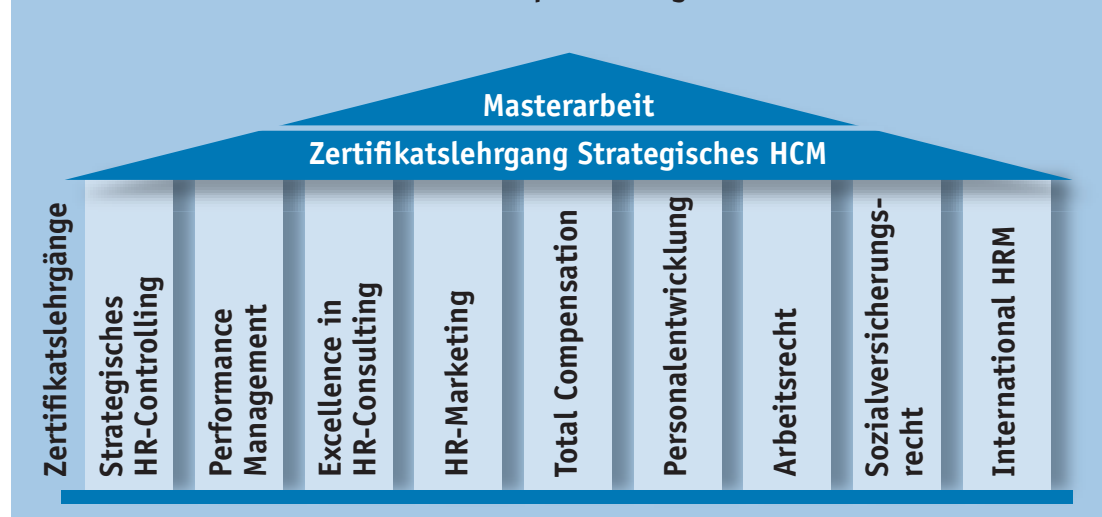 Masterarbeit
Zertifikatslehrgang Strategisches HCM
Zertifikatslehrgänge
Strategisches
HR-Controlling
Performance
Management
Excellence in
HR-Consulting
HR-Marketing
Total Compensation
Personalentwicklung
Arbeitsrecht
Sozialversicherungs-
recht
International HRM